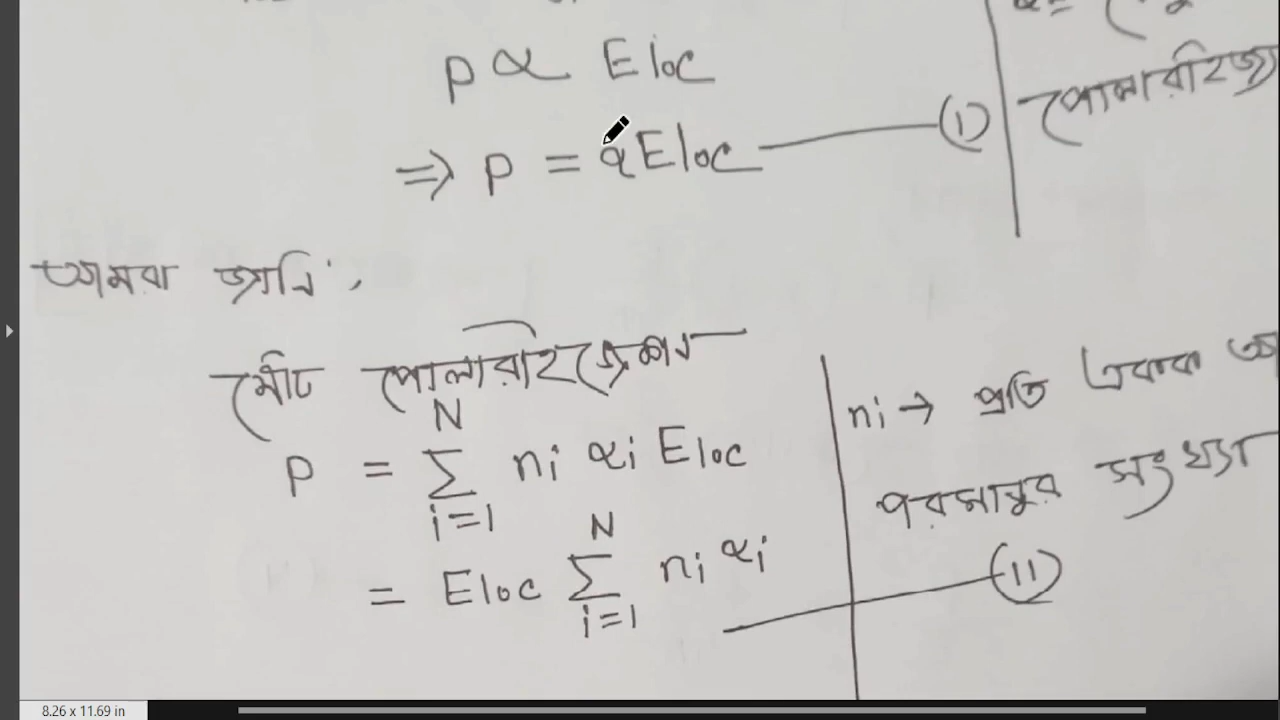 p ∝ Eloc
⇒ p = αEloc ——— (i)
আমরা জানি,
মোট পোলারাইজেশন
P = Σ (i=1, N) ni αi Eloc
= Eloc Σ (i=1, N) ni αi ——— (ii)
α =
ni → প্রতি একক
পরমানুর সংখ্যা
8.26 x 11.69 in